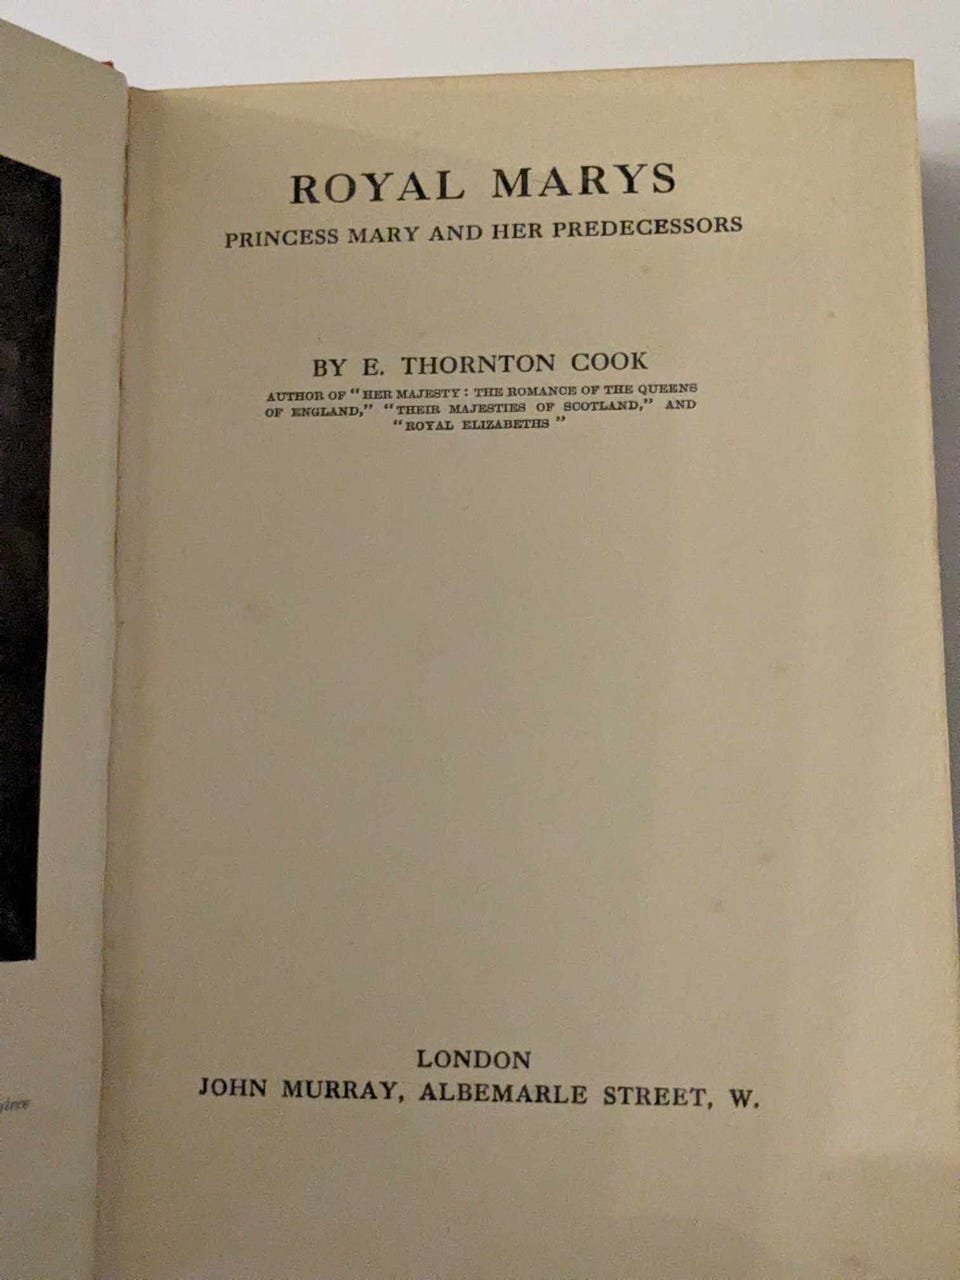 ROYAL MARYS
PRINCESS MARY AND HER PREDECESSORS
BY E. THORNTON COOK
AUTHOR OF "HER MAJESTY: THE ROMANCE OF THE QUEENS
OF ENGLAND," "THEIR MAJESTIES OF SCOTLAND," AND
"ROYAL ELIZABETHS"
LONDON
JOHN MURRAY, ALBEMARLE STREET, W.